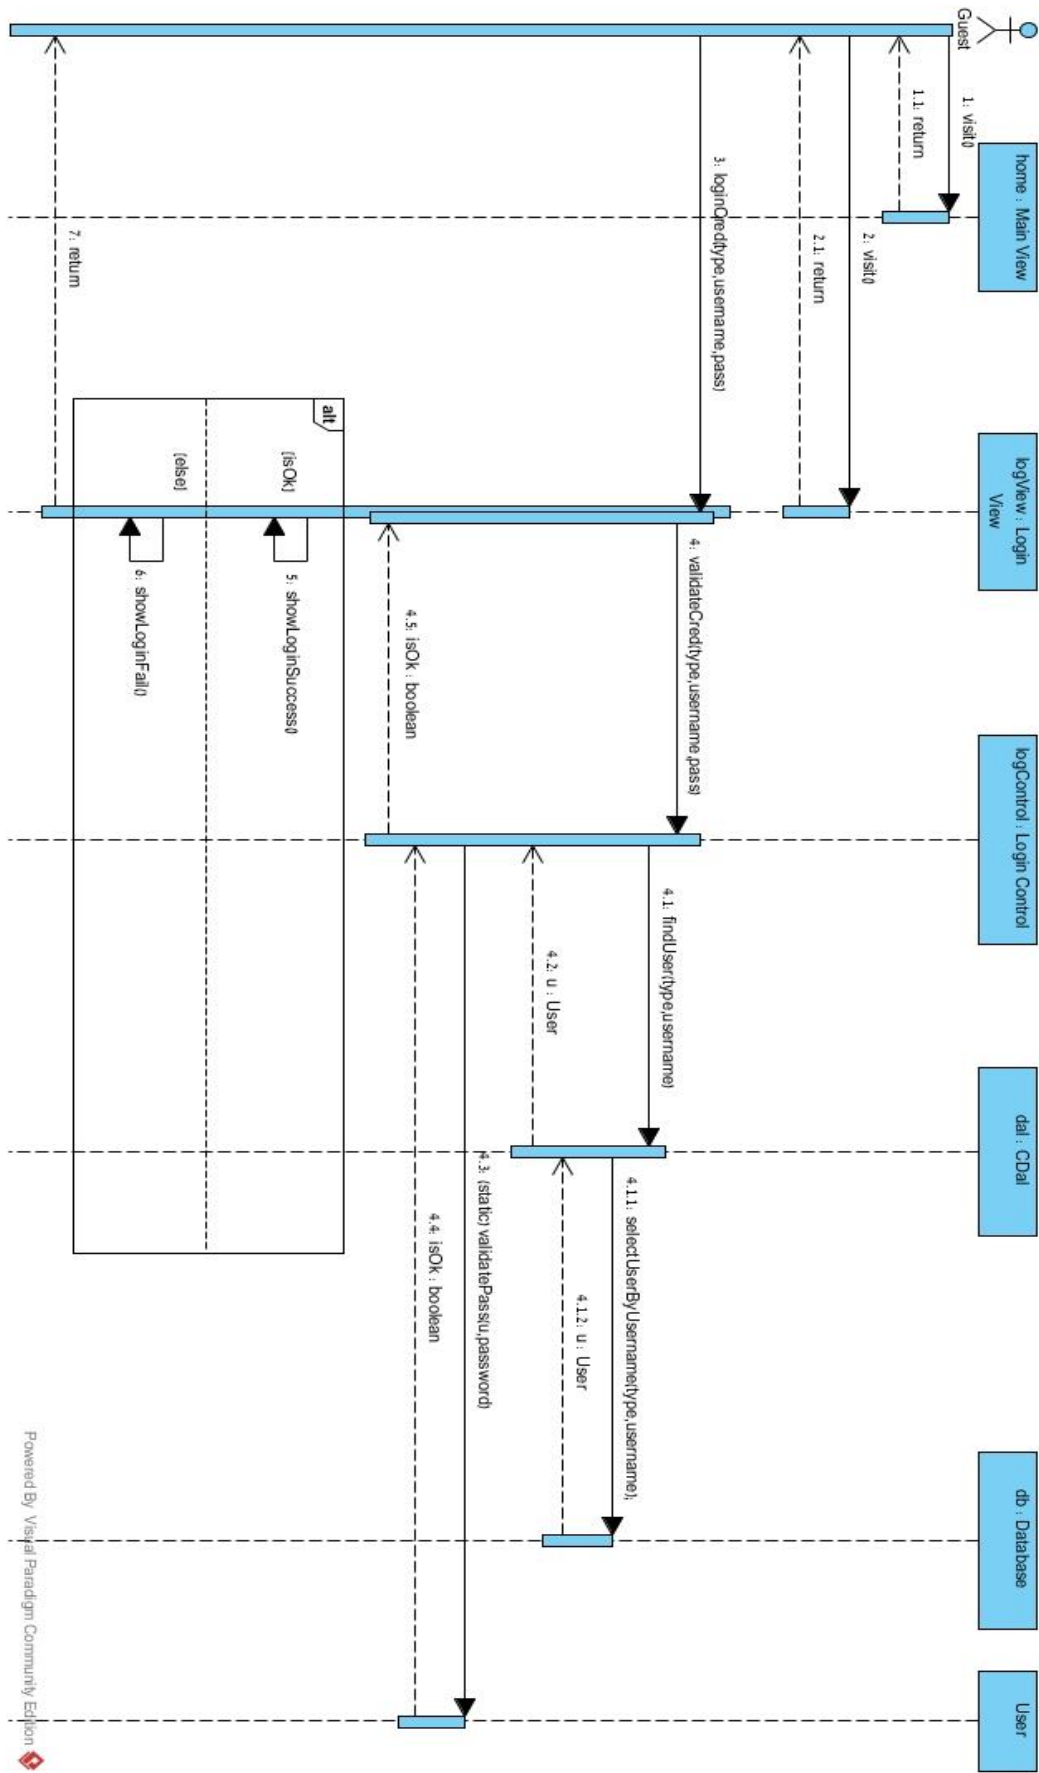 Guest
home : Main View
logView : Login
View
logControl : Login Control
dal : CDal
db : Database
User
1: visit()
1.1: return
2: visit()
2.1: return
3: loginCred(type,username,pass)
4: validateCred(type,username,pass)
4.1: findUser(type,username)
4.1.1: selectUserByUsername(type,username);
4.1.2: u : User
4.2: u : User
4.3: (static) validatePass(u,password)
4.4: isOk : boolean
4.5: isOk : boolean
alt
[isOk]
5: showLoginSuccess()
[else]
6: showLoginFail()
7: return
Powered By Visual Paradigm Community Edition